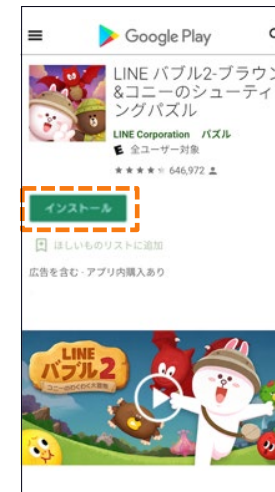 Google Play
LINE バブル2-ブラウン
&コニーのシューティ
ングパズル
LINE Corporation パズル
E 全ユーザー対象
646,972
インストール
ほしいものリストに追加
広告を含む・アプリ内購入あり
LINE
バブル2